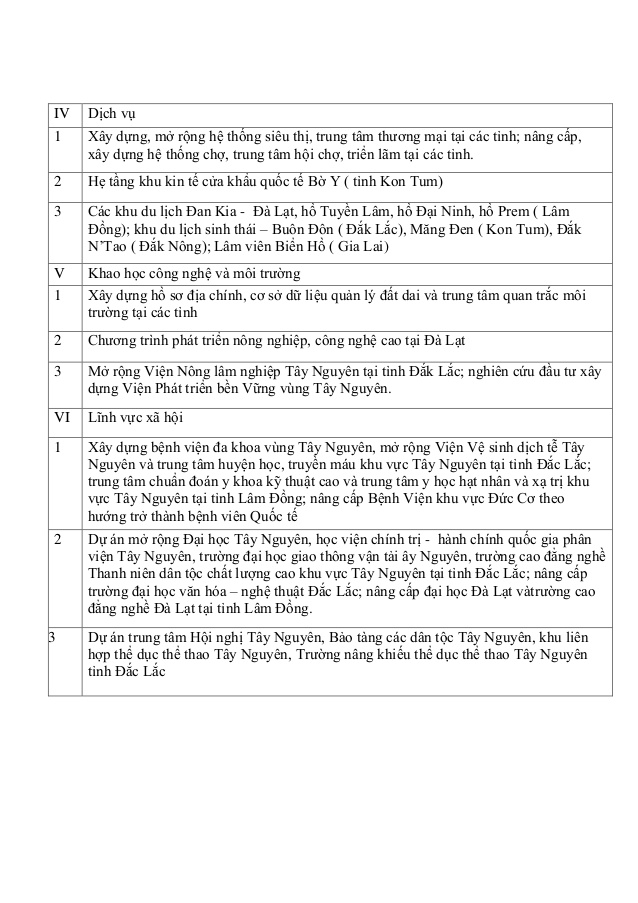 IV Dịch vụ
1 Xây dựng, mở rộng hệ thống siêu thị, trung tâm thương mại tại các tỉnh; nâng cấp,
xây dựng hệ thống chợ, trung tâm hội chợ, triển lãm tại các tỉnh.
2 Hẹ tầng khu kin tế cửa khẩu quốc tế Bờ Y ( tỉnh Kon Tum)
3 Các khu du lịch Đan Kia - Đà Lạt, hồ Tuyền Lâm, hồ Đại Ninh, hồ Prem ( Lâm
Đồng); khu du lịch sinh thái – Buôn Độn ( Đắk Lắc), Măng Đen ( Kon Tum), Đắk
N’Tao ( Đắk Nông); Lâm viên Biển Hồ ( Gia Lai)
V Khao học công nghệ và môi trường
1 Xây dựng hồ sơ địa chính, cơ sở dữ liệu quản lý đất dai và trung tâm quan trắc môi
trường tại các tỉnh
2 Chương trình phát triển nông nghiệp, công nghệ cao tại Đà Lạt
3 Mở rộng Viện Nông lâm nghiệp Tây Nguyên tại tỉnh Đắk Lắc; nghiên cứu đầu tư xây
dựng Viện Phát triển bền Vững vùng Tây Nguyên.
VI Lĩnh vực xã hội
1 Xây dựng bệnh viện đa khoa vùng Tây Nguyên, mở rộng Viện Vệ sinh dịch tễ Tây
Nguyên và trung tâm huyện học, truyền máu khu vực Tây Nguyên tại tỉnh Đắc Lắc;
trung tâm chuẩn đoán y khoa kỹ thuật cao và trung tâm y học hạt nhân và xạ trị khu
vực Tây Nguyên tại tỉnh Lâm Đồng; nâng cấp Bệnh Viện khu vực Đức Cơ theo
hướng trở thành bệnh viên Quốc tế
2 Dự án mở rộng Đại học Tây Nguyên, học viện chính trị - hành chính quốc gia phân
viện Tây Nguyên, trường đại học giao thông vận tải ây Nguyên, trường cao đẳng nghề
Thanh niên dân tộc chất lượng cao khu vực Tây Nguyên tại tỉnh Đắc Lắc; nâng cấp
trường đại học văn hóa – nghệ thuật Đắc Lắc; nâng cấp đại học Đà Lạt vàtrường cao
đẳng nghề Đà Lạt tại tỉnh Lâm Đồng.
3 Dự án trung tâm Hội nghị Tây Nguyên, Bảo tàng các dân tộc Tây Nguyên, khu liên
hợp thể dục thể thao Tây Nguyên, Trường nâng khiếu thể dục thể thao Tây Nguyên
tỉnh Đắc Lắc